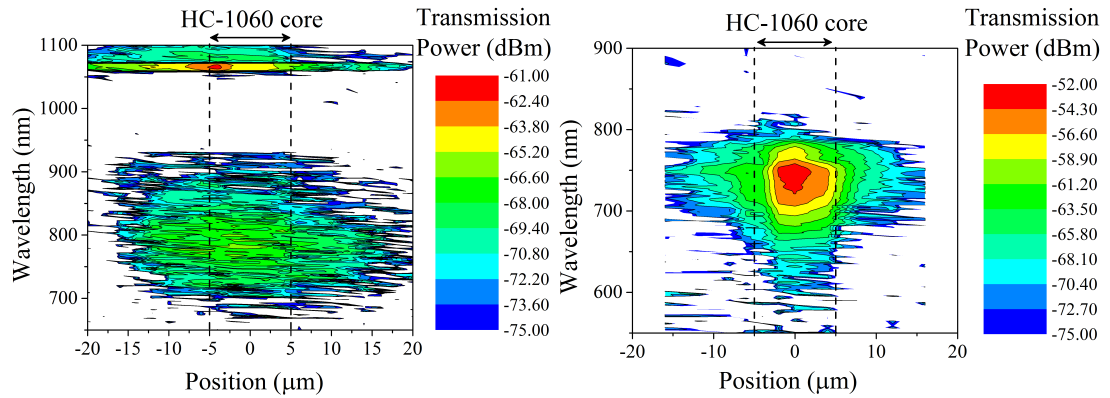 HC-1060 core
Transmission
Power (dBm)
1100
1000
900
800
700
Wavelength (nm)
-20 -15 -10 -5 0 5 10 15 20
Position (μm)
-61.00
-62.40
-63.80
-65.20
-66.60
-68.00
-69.40
-70.80
-72.20
-73.60
-75.00
HC-1060 core
Transmission
Power (dBm)
900
800
700
600
Wavelength (nm)
-20 -10 0 10 20
Position (μm)
-52.00
-54.30
-56.60
-58.90
-61.20
-63.50
-65.80
-68.10
-70.40
-72.70
-75.00